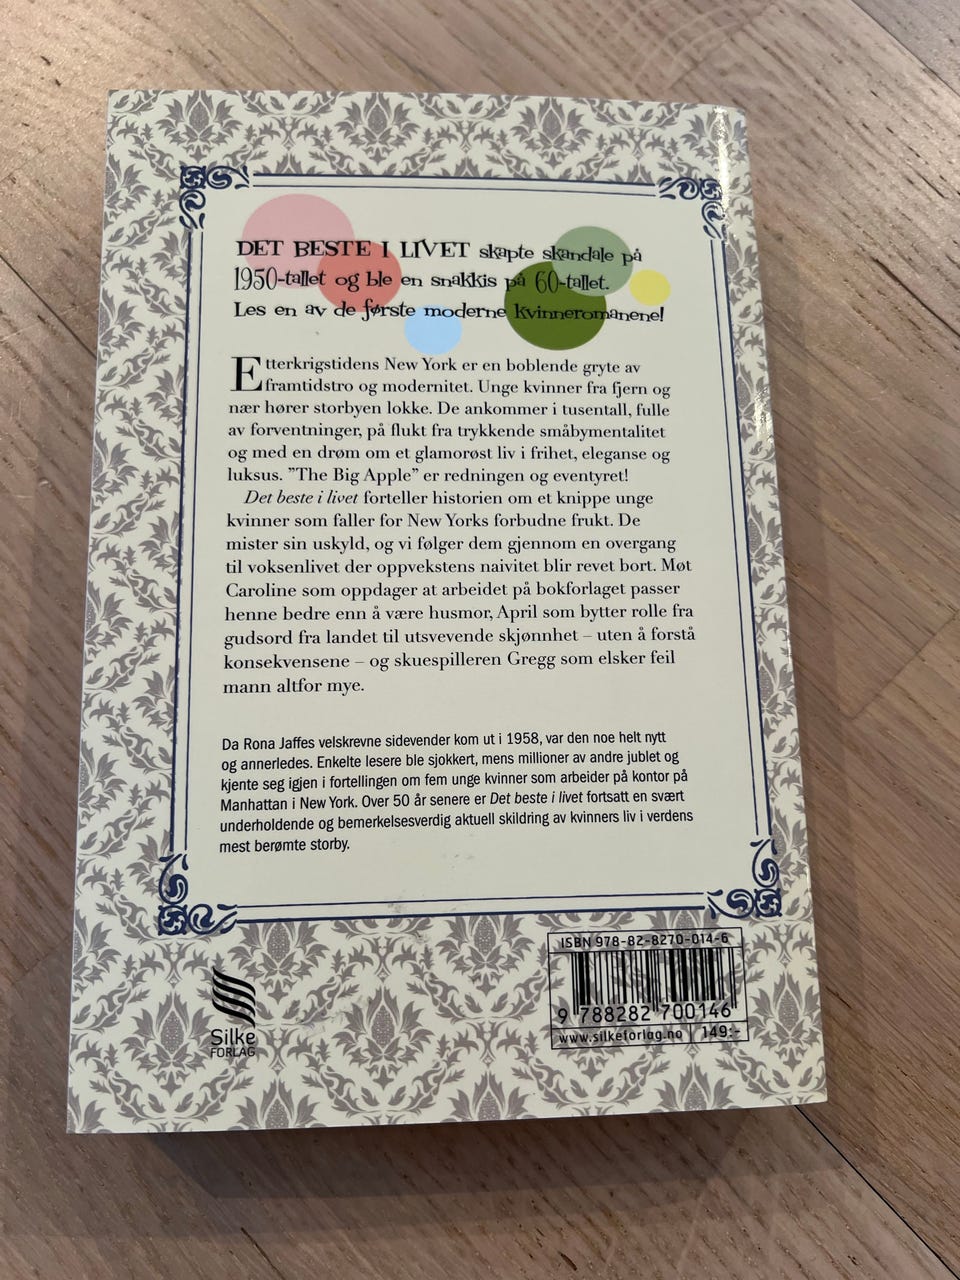 DET BESTE I LIVET skapte skandale på
1950-tallet og ble en snakkis på 60-tallet.
Les en av de første moderne kvinneromanene!
Etterkrigstidens New York er en boblende gryte av
framtidstro og modernitet. Unge kvinner fra fjern og
nær hører storbyen lokke. De ankommer i tusentall, fulle
av forventninger, på flukt fra trykkende småbymentalitet
og med en drøm om et glamorøst liv i frihet, eleganse og
luksus. ”The Big Apple” er redningen og eventyret!
Det beste i livet forteller historien om et knippe unge
kvinner som faller for New Yorks forbudne frukt. De
mister sin uskyld, og vi følger dem gjennom en overgang
til voksenlivet der oppvekstens naivitet blir revet bort. Møt
Caroline som oppdager at arbeidet på bokforlaget passer
henne bedre enn å være husmor, April som bytter rolle fra
gudsord fra landet til utsvevende skjønnhet – uten å forstå
konsekvensene – og skuespilleren Gregg som elsker feil
mann altfor mye.
Da Rona Jaffes velskrevne sidevender kom ut i 1958, var den noe helt nytt
og annerledes. Enkelte lesere ble sjokkert, mens millioner av andre jublet og
kjente seg igjen i fortellingen om fem unge kvinner som arbeider på kontor på
Manhattan i New York. Over 50 år senere er Det beste i livet fortsatt en svært
underholdende og bemerkelsesverdig aktuell skildring av kvinners liv i verdens
mest berømte storby.
Silke
FORLAG
ISBN 978-82-8270-014-6
9 788282 700146
www.silkeforlag.no 149:-